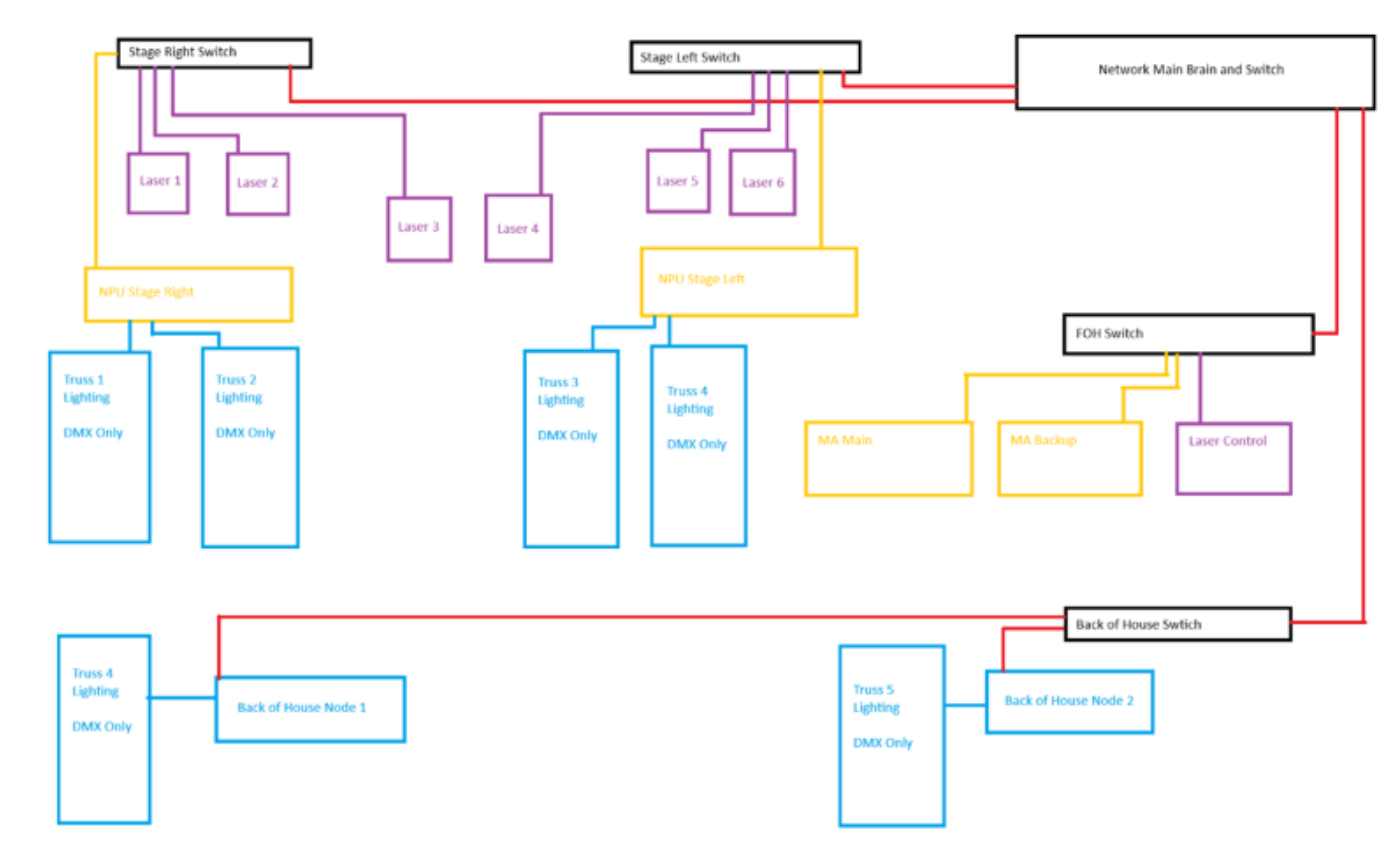 Stage Right Switch
Stage Left Switch
Network Main Brain and Switch
Laser 1
Laser 2
Laser 3
Laser 4
Laser 5
Laser 6
NPU Stage Right
NPU Stage Left
FOH Switch
Truss 1
Lighting
DMX Only
Truss 2
Lighting
DMX Only
Truss 3
Lighting
DMX Only
Truss 4
Lighting
DMX Only
MA Main
MA Backup
Laser Control
Back of House Swtich
Truss 4
Lighting
DMX Only
Back of House Node 1
Truss 5
Lighting
DMX Only
Back of House Node 2